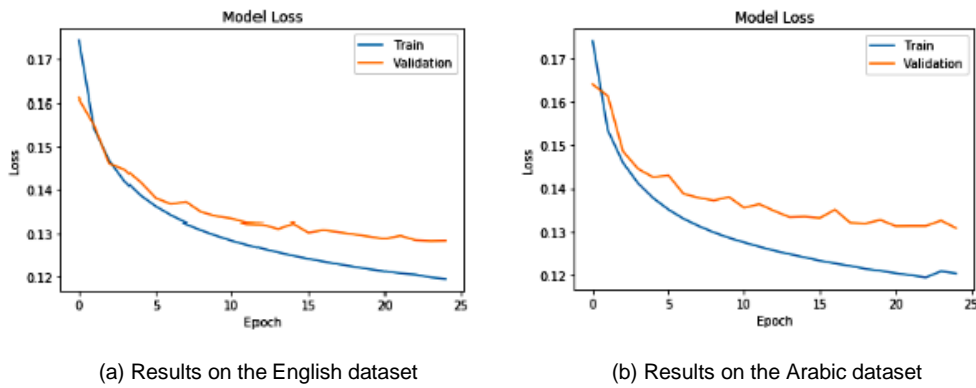 Model Loss
0.17
0.16
0.15
0.14
0.13
0.12
Loss
Train
Validation
0
5
10
15
20
25
Epoch
(a) Results on the English dataset
Model Loss
0.17
0.16
0.15
0.14
0.13
0.12
Loss
Train
Validation
0
5
10
15
20
25
Epoch
(b) Results on the Arabic dataset